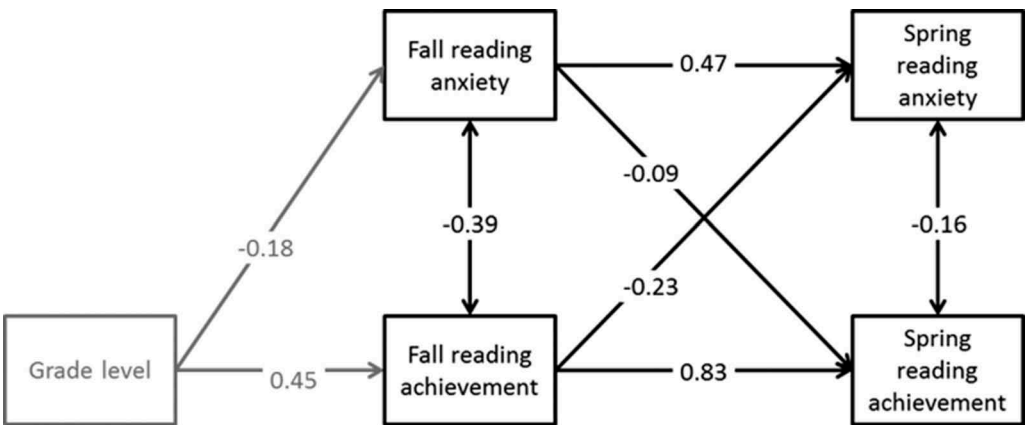 Fall reading
anxiety
0.47
Spring
reading
anxiety
-0.09
-0.39
-0.16
-0.18
-0.23
Grade level
0.45
Fall reading
achievement
0.83
Spring
reading
achievement